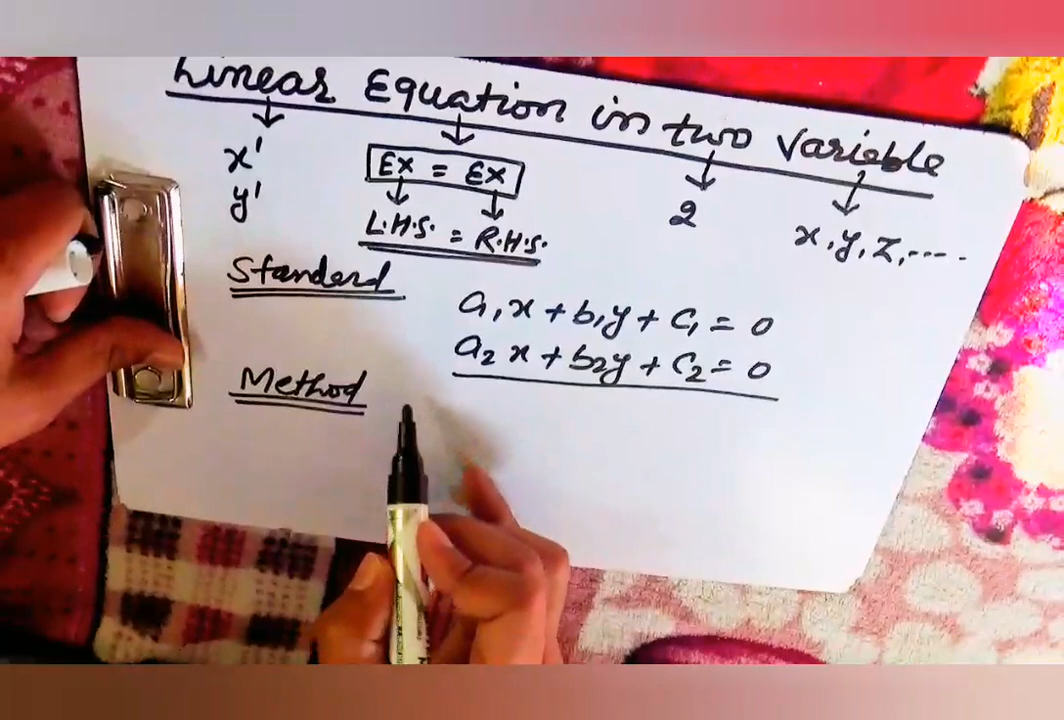 Linear Equation in two variable
x' Ex = Ex 2 x, y, z, ....
y' L.H.S. = R.H.S.
Standard
a₁x + b₁y + c₁ = 0
a₂x + b₂y + c₂ = 0
Method